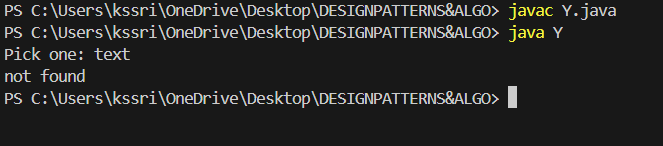 PS C:\Users\kssri\OneDrive\Desktop\DESIGNPATTERNS&ALGO> javac Y.java
PS C:\Users\kssri\OneDrive\Desktop\DESIGNPATTERNS&ALGO> java Y
Pick one: text
not found
PS C:\Users\kssri\OneDrive\Desktop\DESIGNPATTERNS&ALGO>